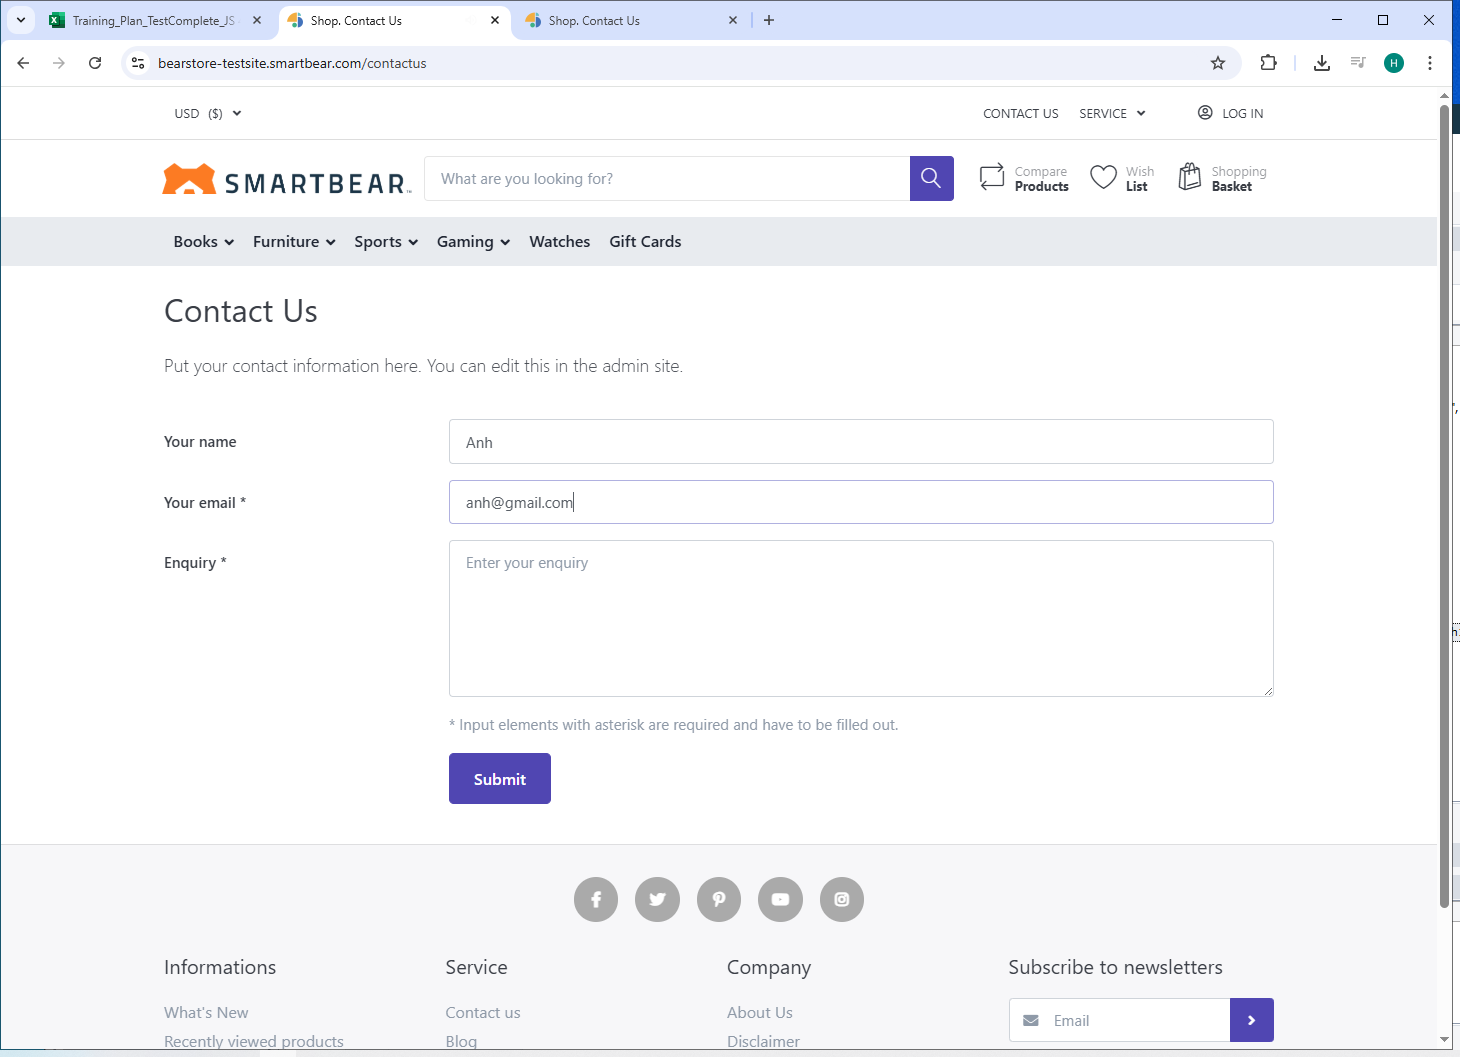 Training_Plan_TestComplete_JS
Shop. Contact Us
Shop. Contact Us
bearstore-testsite.smartbear.com/contactus
H
USD ($)
CONTACT US
SERVICE
LOG IN
SMARTBEAR™
What are you looking for?
Compare
Products
Wish
List
Shopping
Basket
Books
Furniture
Sports
Gaming
Watches
Gift Cards
Contact Us
Put your contact information here. You can edit this in the admin site.
Your name
Anh
Your email *
anh@gmail.com
Enquiry *
Enter your enquiry
* Input elements with asterisk are required and have to be filled out.
Submit
Informations
Service
Company
Subscribe to newsletters
What's New
Contact us
About Us
Email
Recently viewed products
Blog
Disclaimer